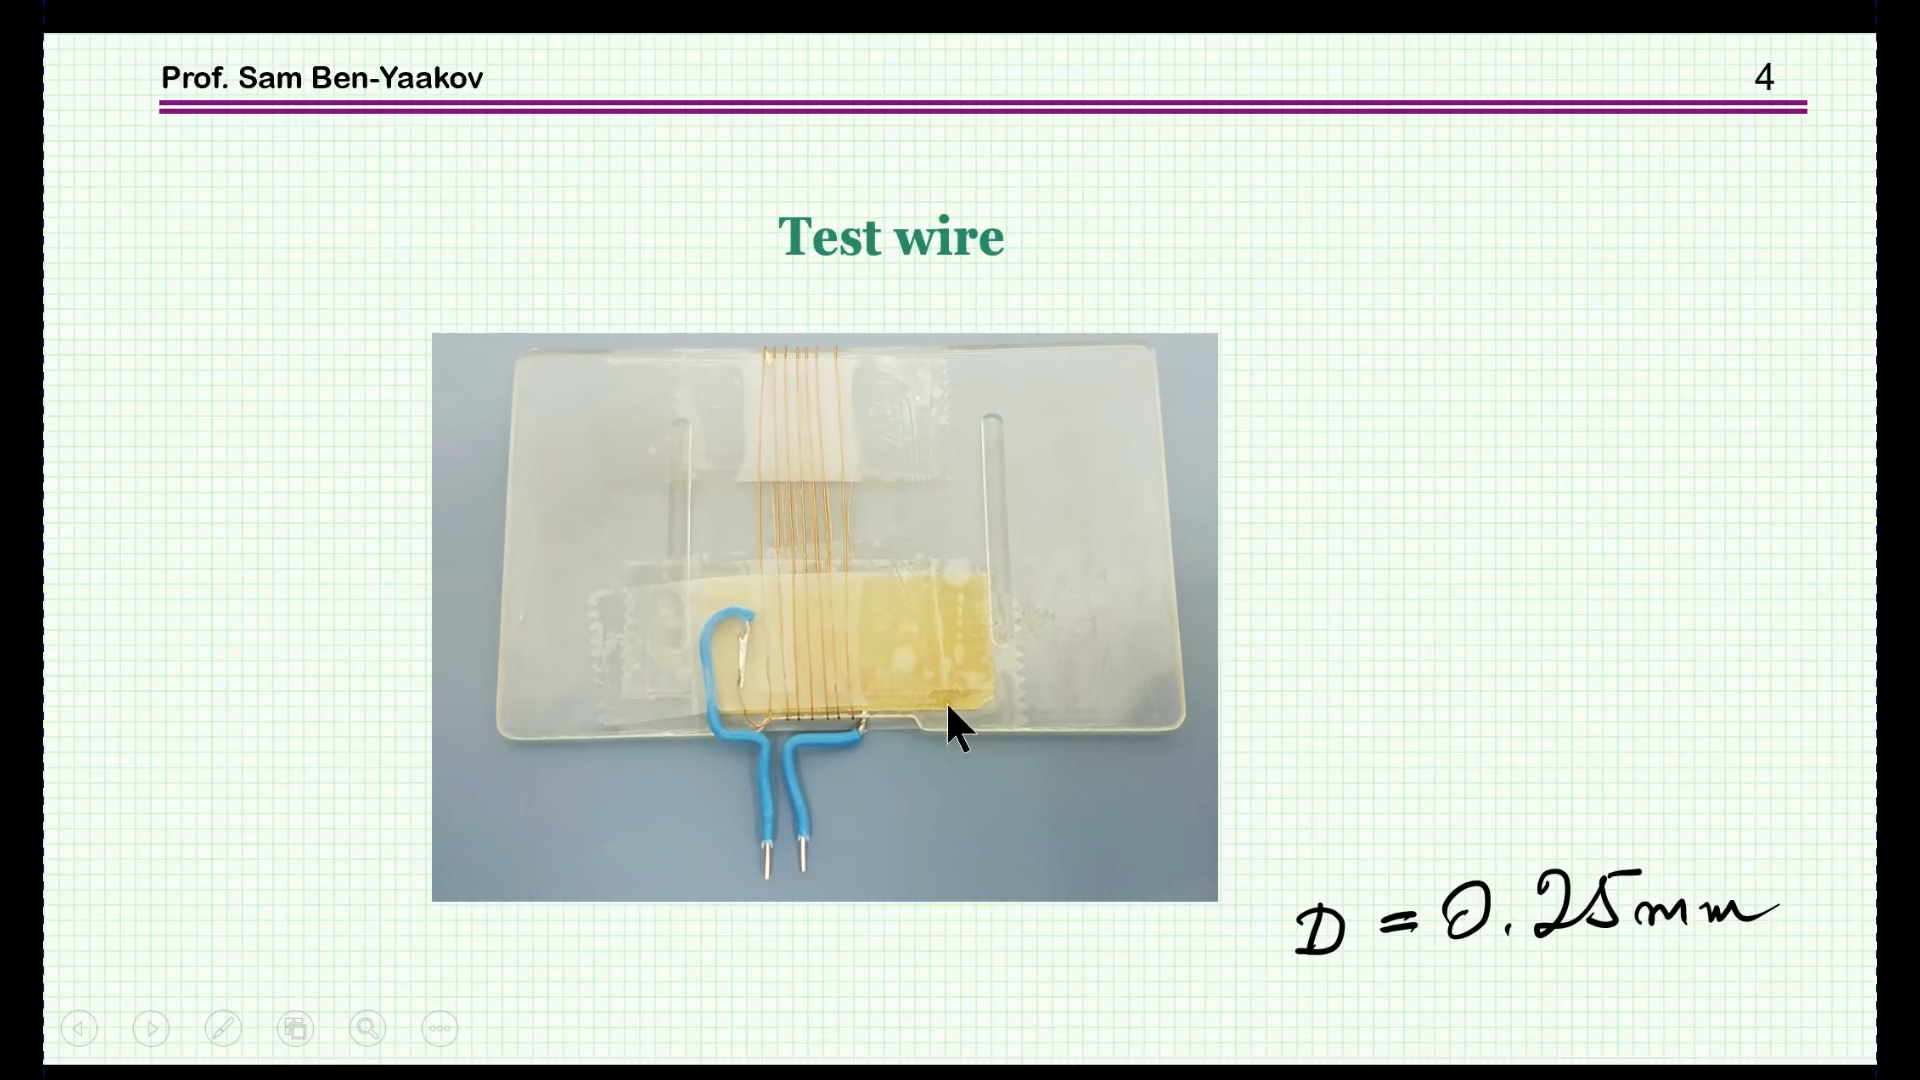 Prof. Sam Ben-Yaakov
4
Test wire
D = 0.25mm